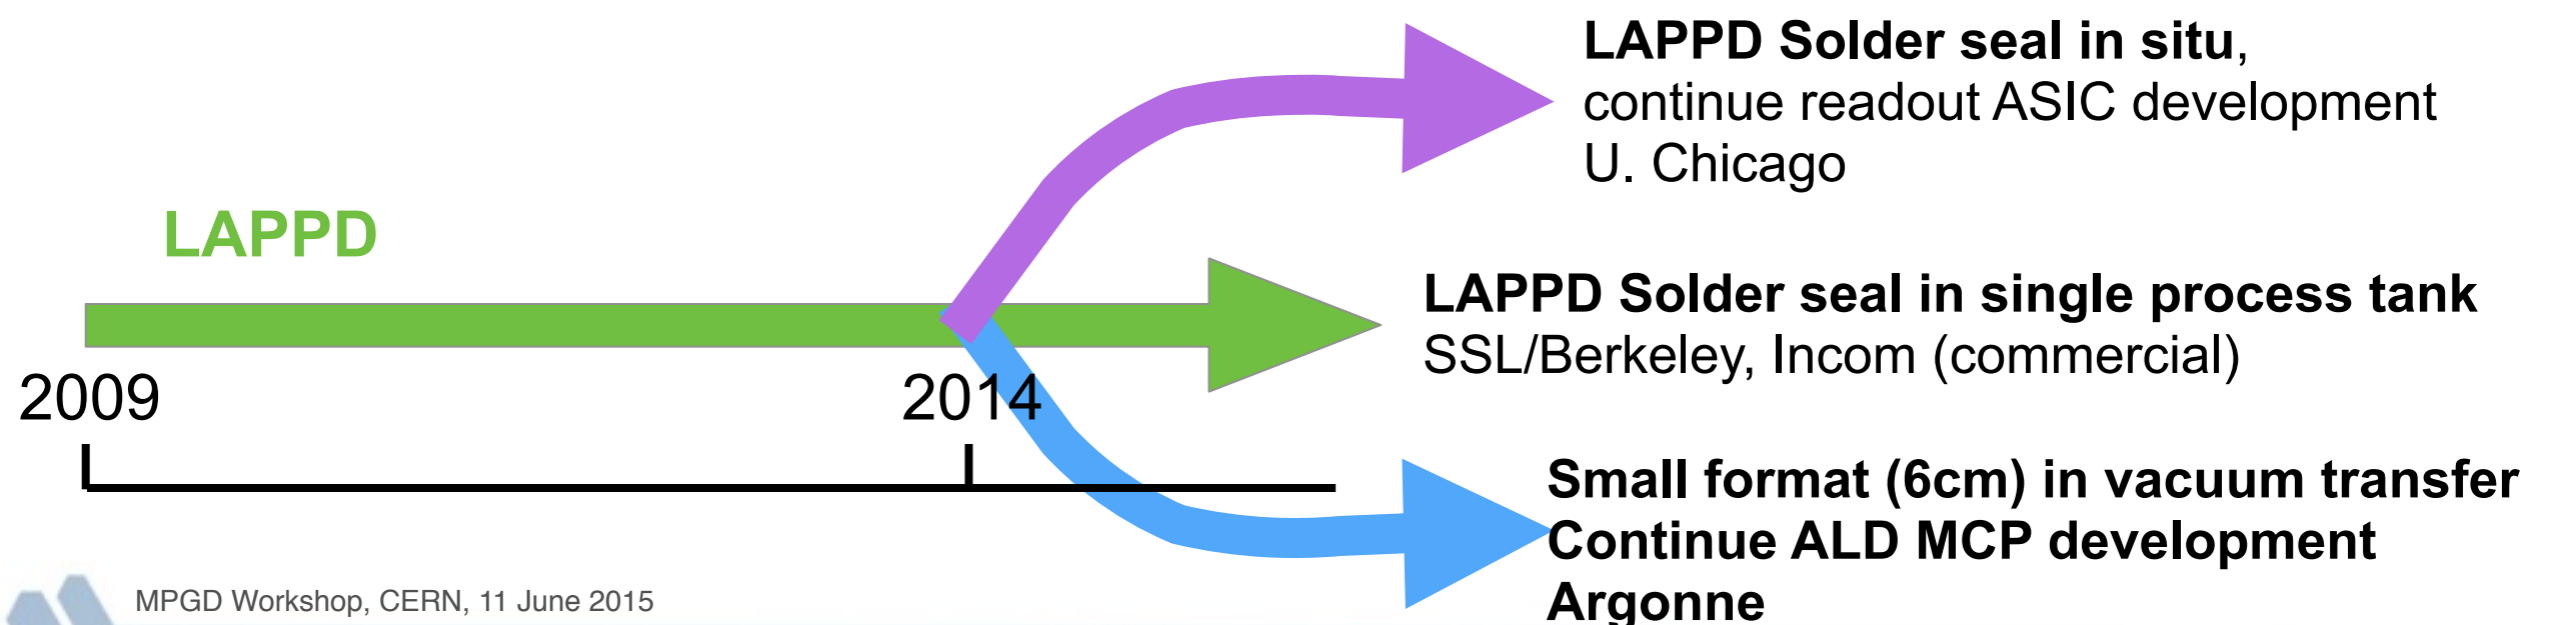 LAPPD Solder seal in situ,
continue readout ASIC development
U. Chicago
LAPPD
LAPPD Solder seal in single process tank
SSL/Berkeley, Incom (commercial)
2009
2014
Small format (6cm) in vacuum transfer
Continue ALD MCP development
Argonne
MPGD Workshop, CERN, 11 June 2015